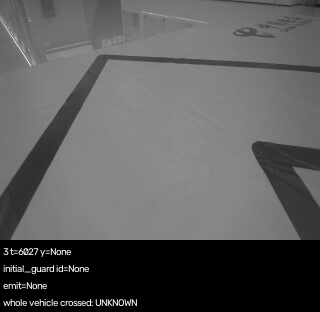 3 t=6027 y=None
initial_guard id=None
emit=None
whole vehicle crossed: UNKNOWN